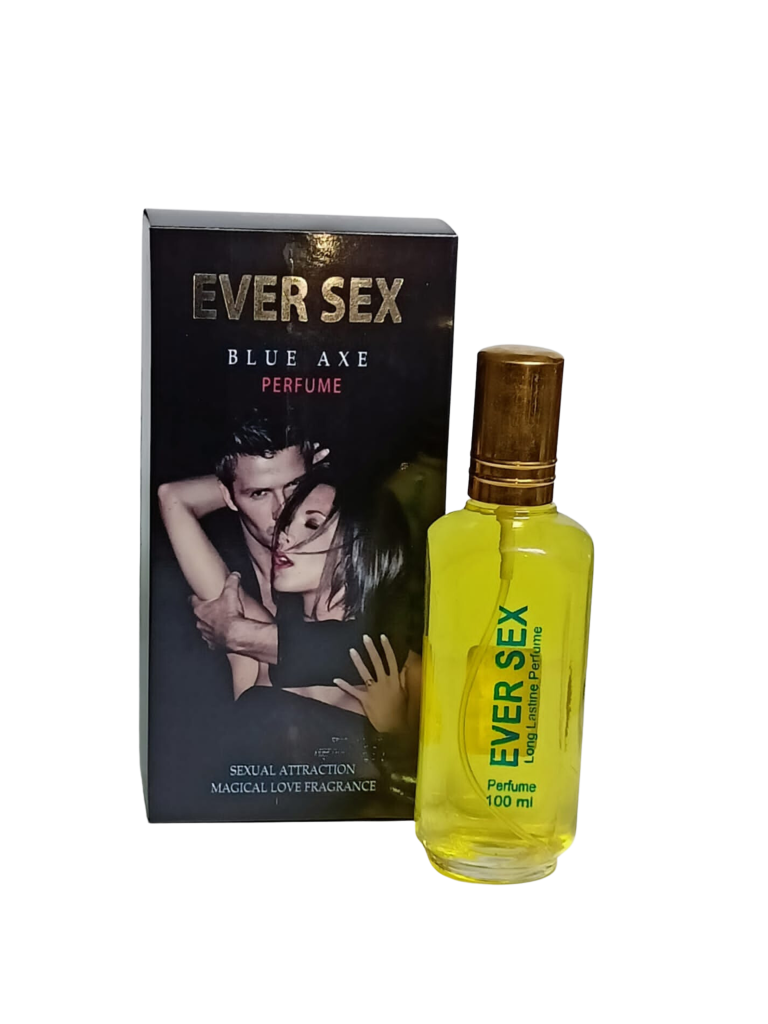 EVER SEX
BLUE AXE
PERFUME
SEXUAL ATTRACTION
MAGICAL LOVE FRAGRANCE
EVER SEX
Long Lastine Perfume
Perfume
100 ml